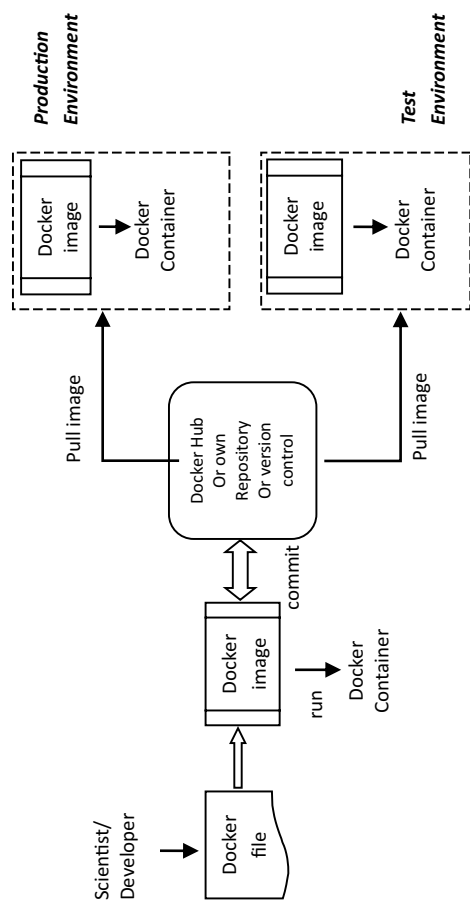 Scientist/
Developer
Docker
file
Docker
image
run
Docker
Container
commit
Docker Hub
Or own
Repository
Or version
control
Pull image
Docker
image
Docker
Container
Production
Environment
Pull image
Docker
image
Docker
Container
Test
Environment